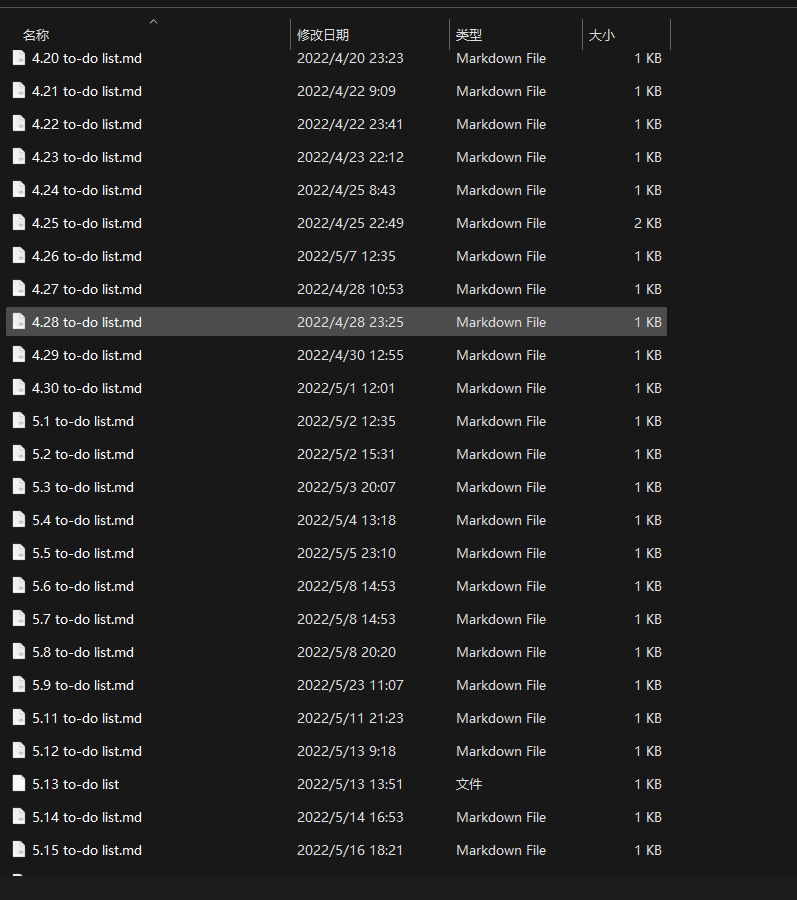 名称 修改日期 类型 大小
4.20 to-do list.md 2022/4/20 23:23 Markdown File 1 KB
4.21 to-do list.md 2022/4/22 9:09 Markdown File 1 KB
4.22 to-do list.md 2022/4/22 23:41 Markdown File 1 KB
4.23 to-do list.md 2022/4/23 22:12 Markdown File 1 KB
4.24 to-do list.md 2022/4/25 8:43 Markdown File 1 KB
4.25 to-do list.md 2022/4/25 22:49 Markdown File 2 KB
4.26 to-do list.md 2022/5/7 12:35 Markdown File 1 KB
4.27 to-do list.md 2022/4/28 10:53 Markdown File 1 KB
4.28 to-do list.md 2022/4/28 23:25 Markdown File 1 KB
4.29 to-do list.md 2022/4/30 12:55 Markdown File 1 KB
4.30 to-do list.md 2022/5/1 12:01 Markdown File 1 KB
5.1 to-do list.md 2022/5/2 12:35 Markdown File 1 KB
5.2 to-do list.md 2022/5/2 15:31 Markdown File 1 KB
5.3 to-do list.md 2022/5/3 20:07 Markdown File 1 KB
5.4 to-do list.md 2022/5/4 13:18 Markdown File 1 KB
5.5 to-do list.md 2022/5/5 23:10 Markdown File 1 KB
5.6 to-do list.md 2022/5/8 14:53 Markdown File 1 KB
5.7 to-do list.md 2022/5/8 14:53 Markdown File 1 KB
5.8 to-do list.md 2022/5/8 20:20 Markdown File 1 KB
5.9 to-do list.md 2022/5/23 11:07 Markdown File 1 KB
5.11 to-do list.md 2022/5/11 21:23 Markdown File 1 KB
5.12 to-do list.md 2022/5/13 9:18 Markdown File 1 KB
5.13 to-do list 2022/5/13 13:51 文件 1 KB
5.14 to-do list.md 2022/5/14 16:53 Markdown File 1 KB
5.15 to-do list.md 2022/5/16 18:21 Markdown File 1 KB